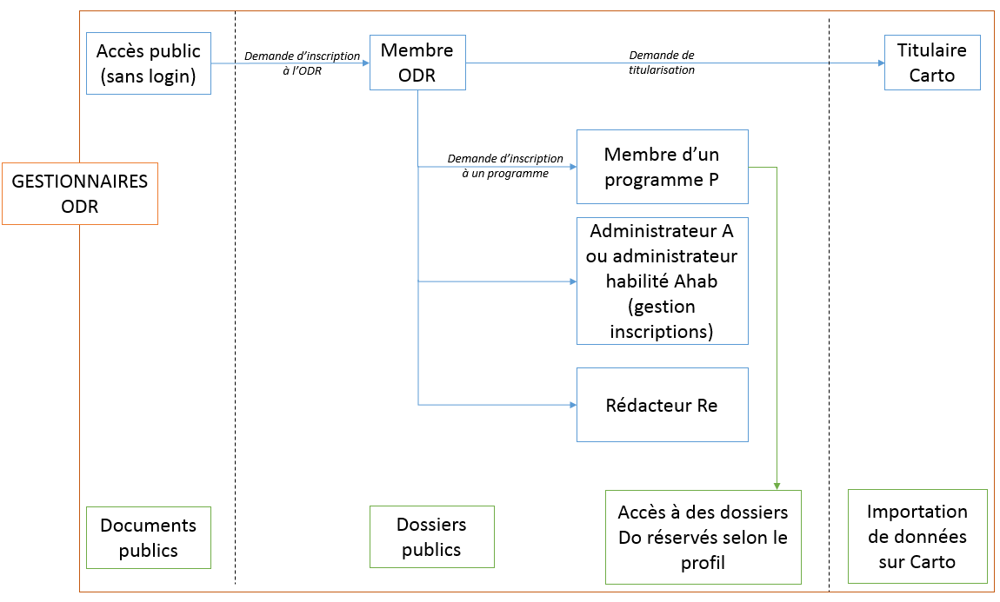 Accès public
(sans login)
Demande d'inscription
à l'ODR
Membre
ODR
Demande de
titularisation
Titulaire
Carto
GESTIONNAIRES
ODR
Demande d'inscription
à un programme
Membre d'un
programme P
Administrateur A
ou administrateur
habilité Ahab
(gestion
inscriptions)
Rédacteur Re
Documents
publics
Dossiers
publics
Accès à des dossiers
Do réservés selon le
profil
Importation
de données
sur Carto